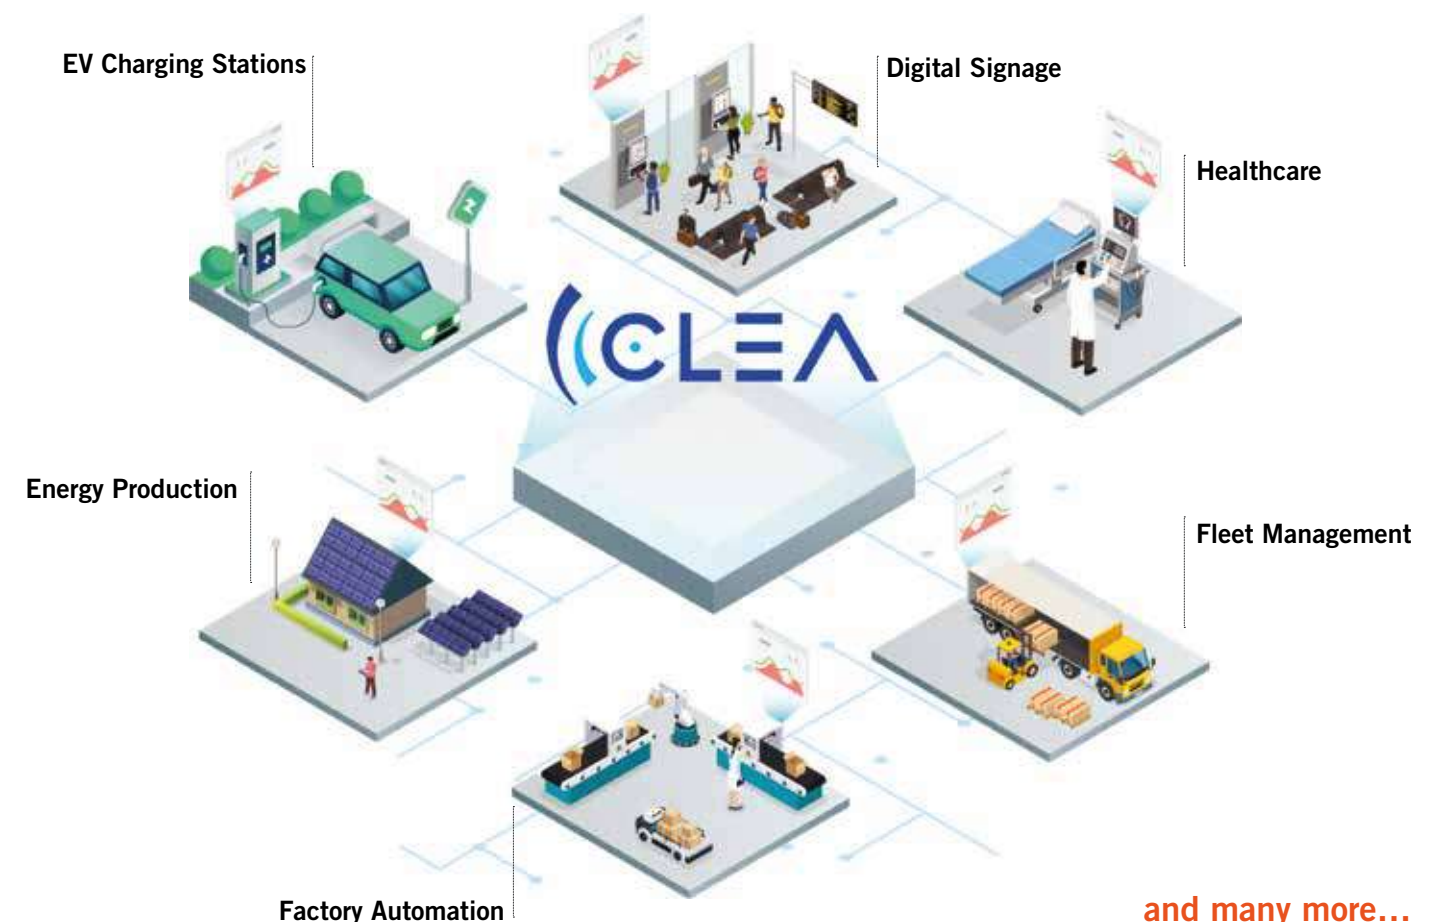 EV Charging Stations
Digital Signage
Healthcare
CLEA
Energy Production
Fleet Management
Factory Automation
and many more...